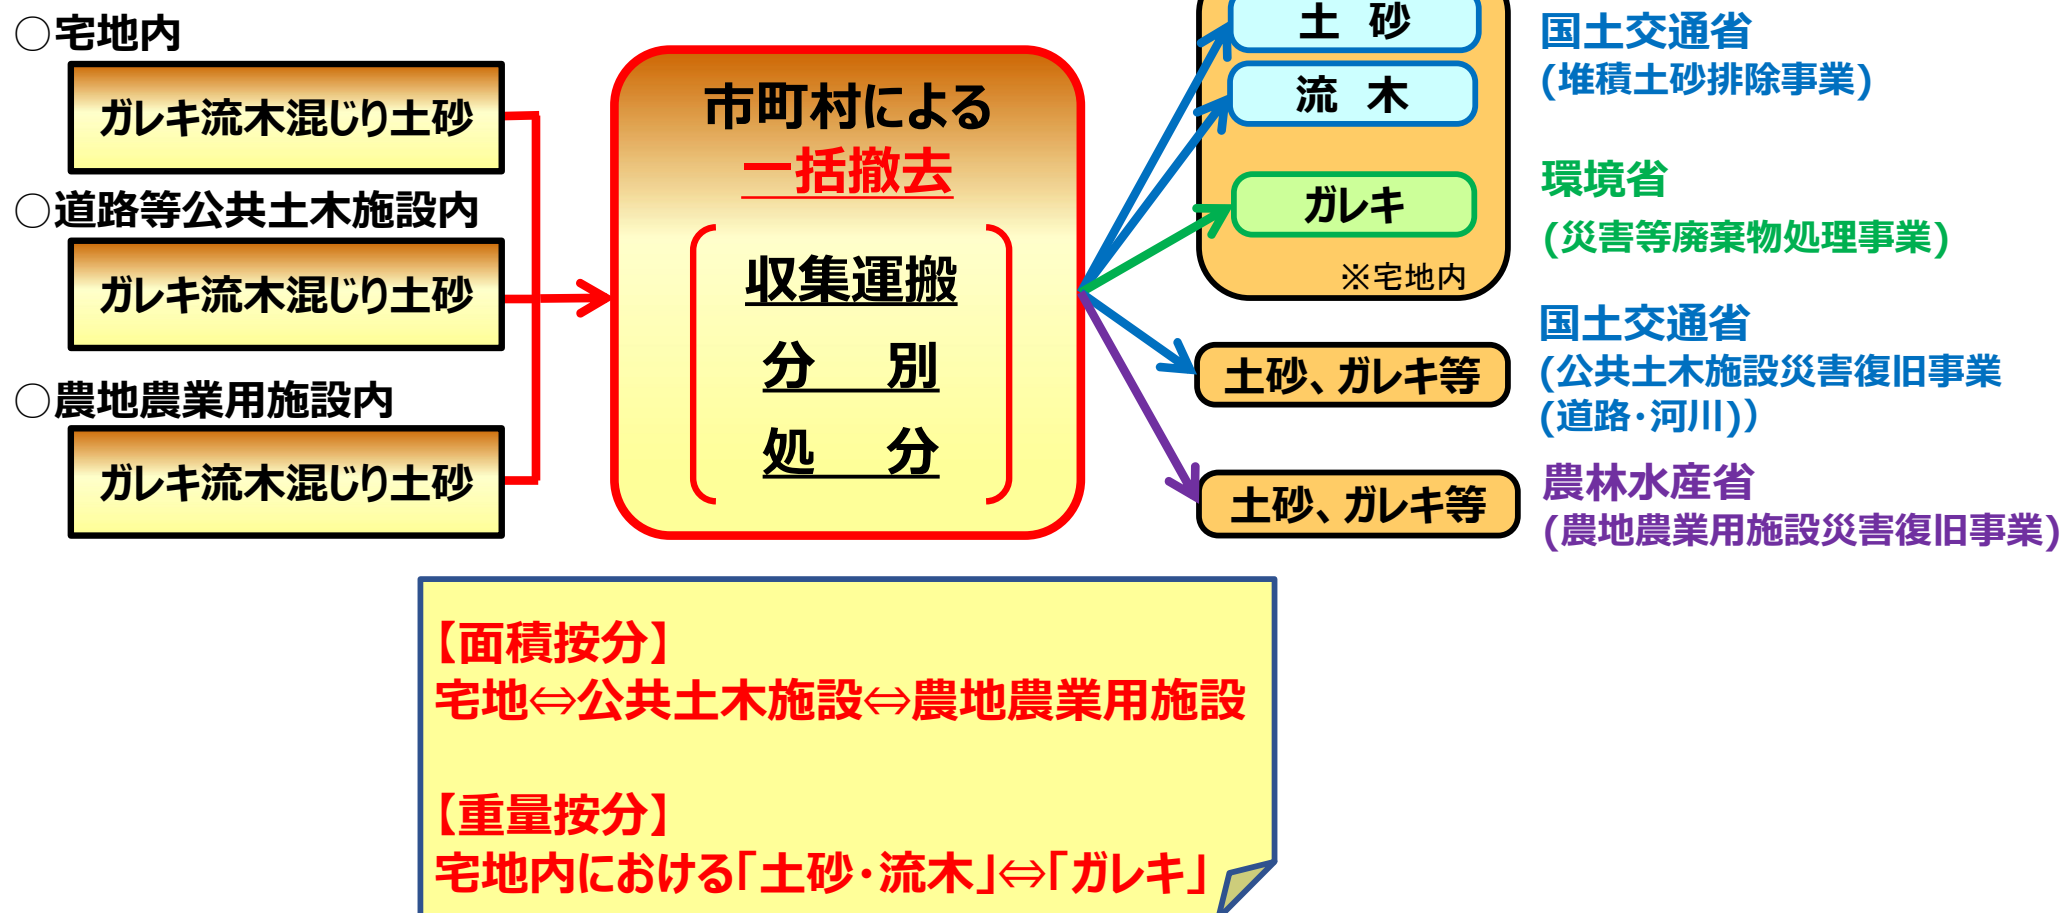 ○宅地内
ガレキ流木混じり土砂
○道路等公共土木施設内
ガレキ流木混じり土砂
○農地農業用施設内
ガレキ流木混じり土砂
市町村による
一括撤去
収集運搬
分 別
処 分
土 砂
流 木
ガレキ
※宅地内
土砂、ガレキ等
土砂、ガレキ等
国土交通省
(堆積土砂排除事業)
環境省
(災害等廃棄物処理事業)
国土交通省
(公共土木施設災害復旧事業
(道路・河川))
農林水産省
(農地農業用施設災害復旧事業)
【面積按分】
宅地⇔公共土木施設⇔農地農業用施設
【重量按分】
宅地内における「土砂・流木」⇔「ガレキ」